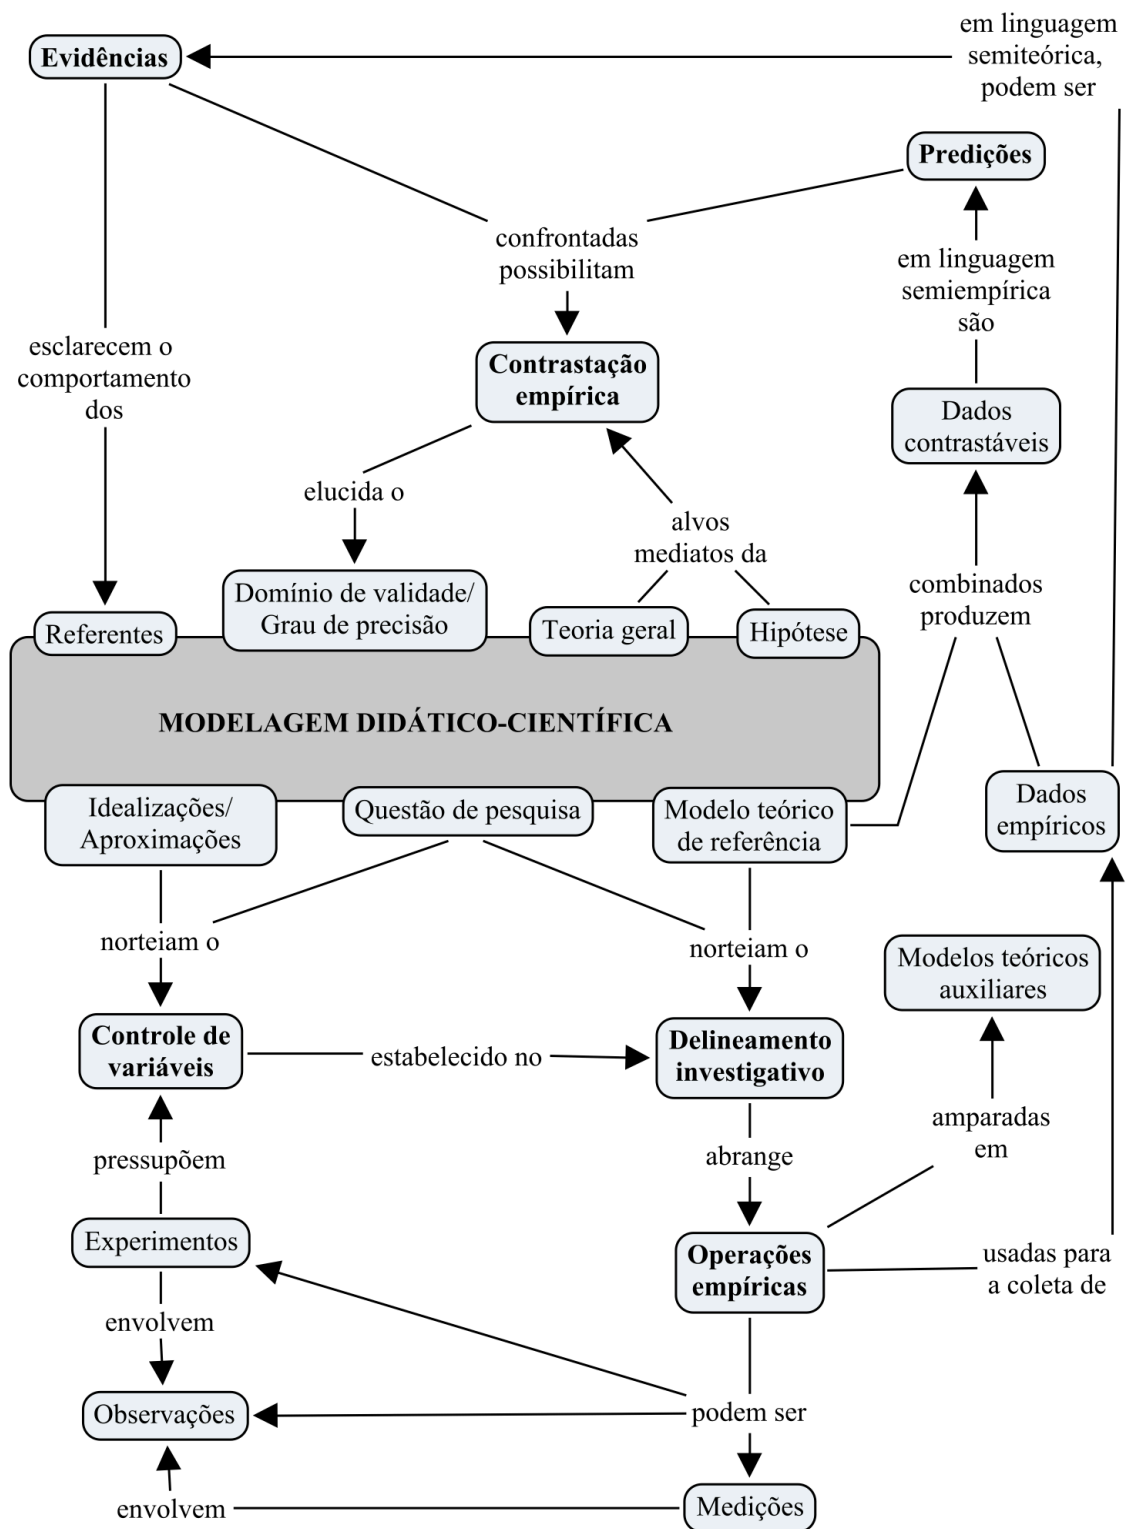 em linguagem
semiteórica,
podem ser
Evidências
Predições
confrontadas
possibilitam
em linguagem
semiempírica
são
esclarecem o
comportamento
dos
Contrastação
empírica
Dados
contrastáveis
elucida o
alvos
mediatos da
combinados
produzem
Referentes
Domínio de validade/
Grau de precisão
Teoria geral
Hipótese
MODELAGEM DIDÁTICO-CIENTÍFICA
Idealizações/
Aproximações
Questão de pesquisa
Modelo teórico
de referência
Dados
empíricos
norteiam o
norteiam o
Modelos teóricos
auxiliares
Controle de
variáveis
estabelecido no
Delineamento
investigativo
pressupõem
abrange
amparadas
em
Experimentos
Operações
empíricas
usadas para
a coleta de
envolvem
Observações
podem ser
envolvem
Medições